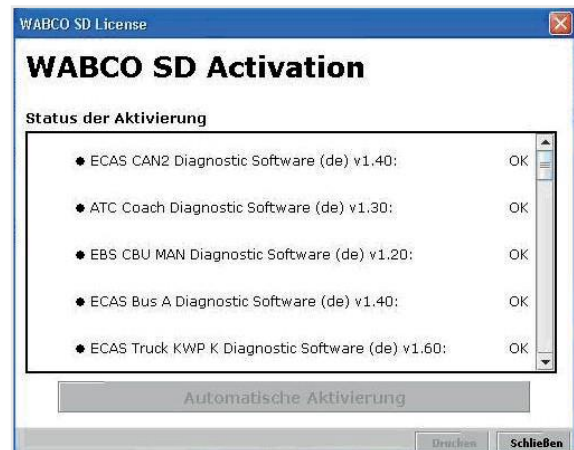 WABCO SD License
WABCO SD Activation
Status der Aktivierung
● ECAS CAN2 Diagnostic Software (de) v1.40: OK
● ATC Coach Diagnostic Software (de) v1.30: OK
● EBS CBU MAN Diagnostic Software (de) v1.20: OK
● ECAS Bus A Diagnostic Software (de) v1.40: OK
● ECAS Truck KWP K Diagnostic Software (de) v1.60: OK
Automatische Aktivierung
Drucken Schließen